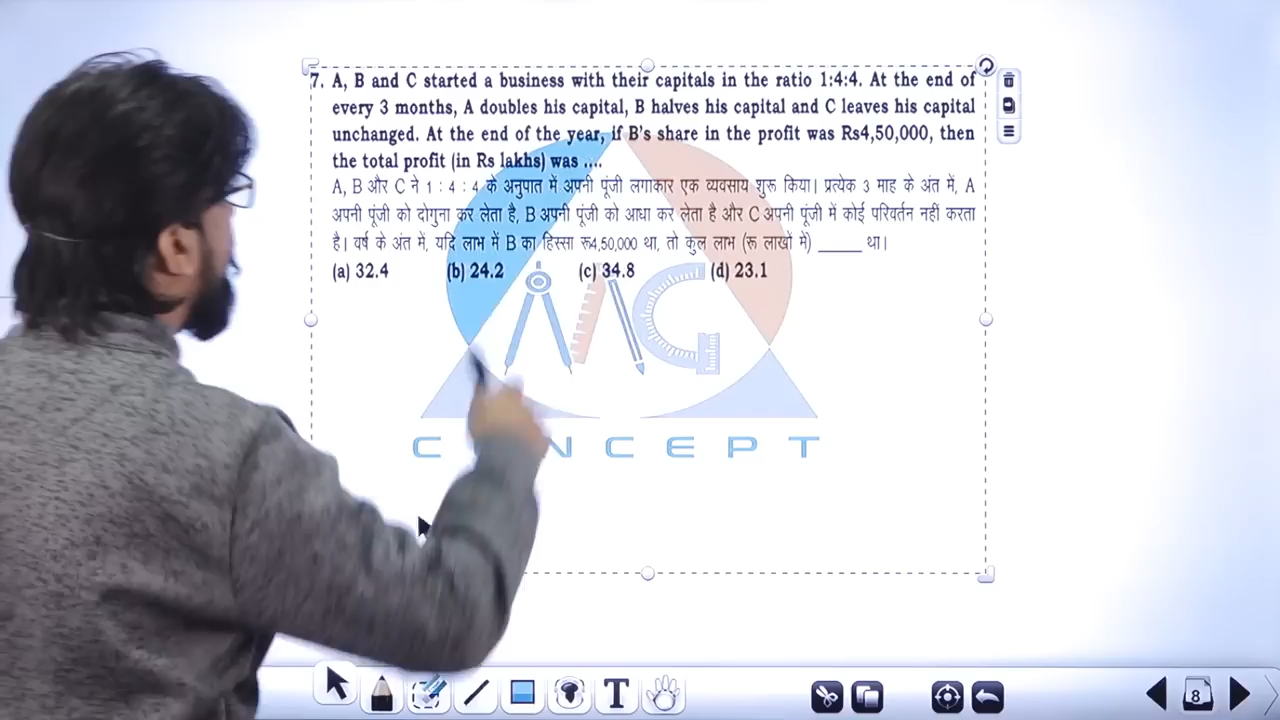 7. A, B and C started a business with their capitals in the ratio 1:4:4. At the end of
every 3 months, A doubles his capital, B halves his capital and C leaves his capital
unchanged. At the end of the year, if B's share in the profit was Rs4,50,000, then
the total profit (in Rs lakhs) was ....
A, B और C ने 1 : 4 : 4 के अनुपात में अपनी पूंजी लगाकर एक व्यवसाय शुरू किया। प्रत्येक 3 माह के अंत में, A
अपनी पूंजी को दोगुना कर लेता है, B अपनी पूंजी को आधा कर लेता है और C अपनी पूंजी में कोई परिवर्तन नहीं करता
है। वर्ष के अंत में, यदि लाभ में B का हिस्सा रू4,50,000 था, तो कुल लाभ (रू लाखों में) ______ था।
(a) 32.4 (b) 24.2 (c) 34.8 (d) 23.1
C NCEPT
T
8